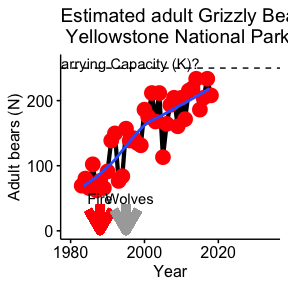 Estimated adult Grizzly Bea
Yellowstone National Park
arrying Capacity (K)?
Adult bears (N)
200
100
0
Fire
Wolves
1980
2000
2020
Year